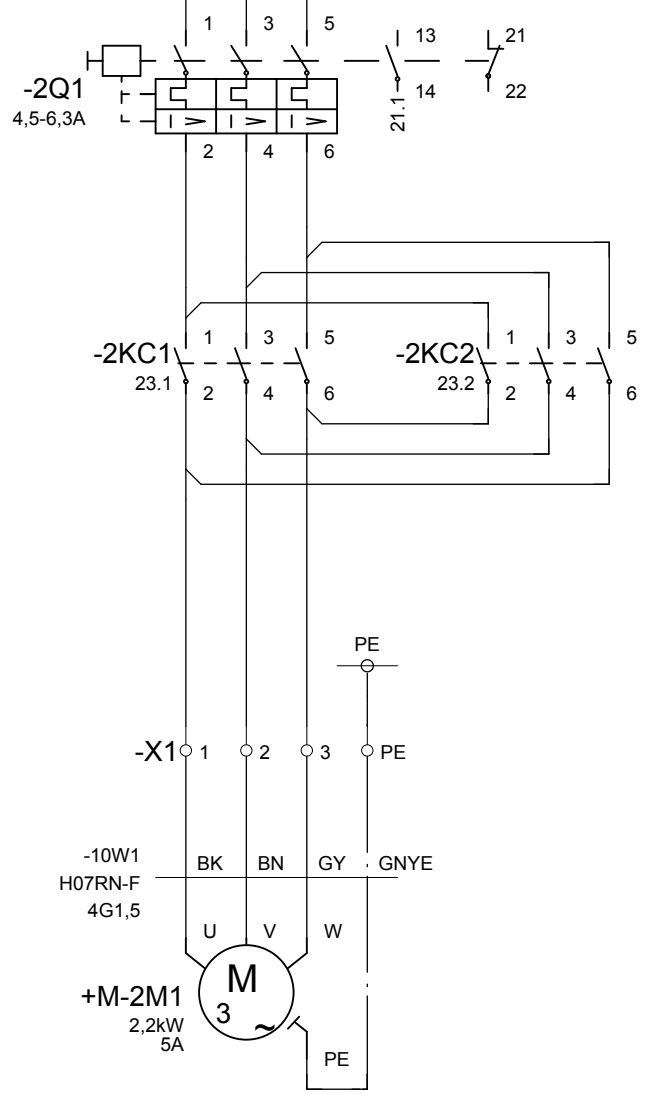 1 3 5 13 21
-2Q1
4,5-6,3A
14 22
21.1
I > I > I >
2 4 6
-2KC1 1 3 5 -2KC2 1 3 5
23.1 2 4 6 23.2 2 4 6
PE
-X1 1 2 3 PE
-10W1 BK BN GY GNYE
H07RN-F
4G1,5
U V W
M
3 ~
+M-2M1
2,2kW
5A
PE